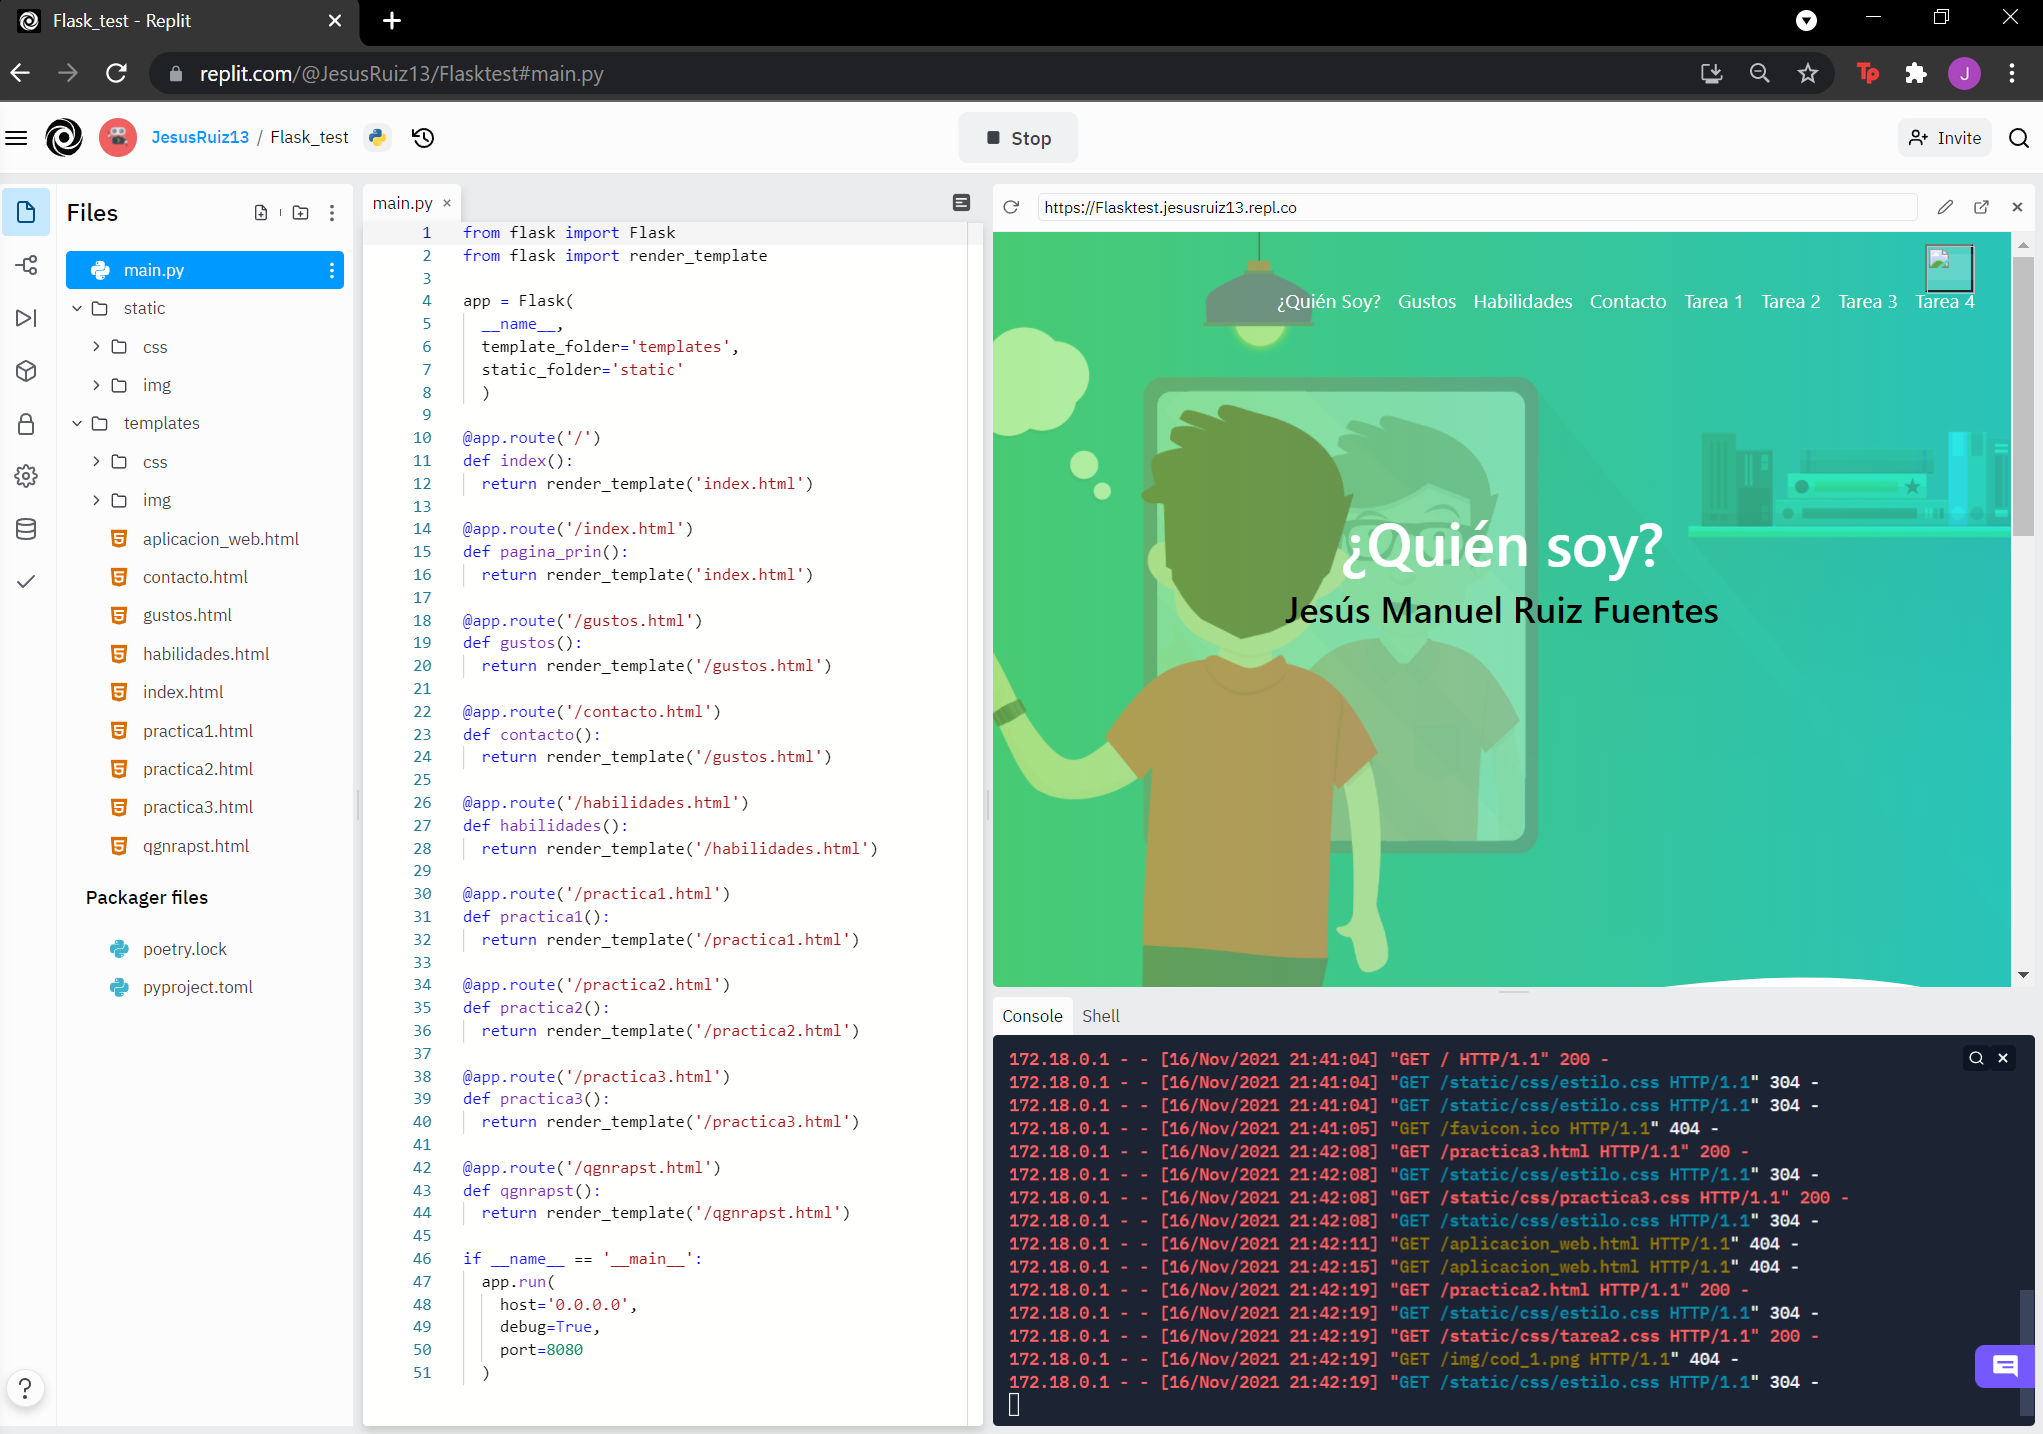 Flask_test - Replit
replit.com/@JesusRuiz13/Flasktest#main.py
Tp
J
JesusRuiz13 / Flask_test
Stop
Invite
Files
main.py
static
css
img
templates
css
img
aplicacion_web.html
contacto.html
gustos.html
habilidades.html
index.html
practica1.html
practica2.html
practica3.html
qgnrapst.html
Packager files
poetry.lock
pyproject.toml
?
main.py
1 from flask import Flask
2 from flask import render_template
3
4 app = Flask(
5 __name__,
6 template_folder='templates',
7 static_folder='static'
8 )
9
10 @app.route('/')
11 def index():
12 return render_template('index.html')
13
14 @app.route('/index.html')
15 def pagina_prin():
16 return render_template('index.html')
17
18 @app.route('/gustos.html')
19 def gustos():
20 return render_template('/gustos.html')
21
22 @app.route('/contacto.html')
23 def contacto():
24 return render_template('/gustos.html')
25
26 @app.route('/habilidades.html')
27 def habilidades():
28 return render_template('/habilidades.html')
29
30 @app.route('/practica1.html')
31 def practica1():
32 return render_template('/practica1.html')
33
34 @app.route('/practica2.html')
35 def practica2():
36 return render_template('/practica2.html')
37
38 @app.route('/practica3.html')
39 def practica3():
40 return render_template('/practica3.html')
41
42 @app.route('/qgnrapst.html')
43 def qgnrapst():
44 return render_template('/qgnrapst.html')
45
46 if __name__ == '__main__':
47 app.run(
48 host='0.0.0.0',
49 debug=True,
50 port=8080
51 )
https://Flasktest.jesusruiz13.repl.co
¿Quién Soy? Gustos Habilidades Contacto Tarea 1 Tarea 2 Tarea 3 Tarea 4
¿Quién soy?
Jesús Manuel Ruiz Fuentes
Console Shell
172.18.0.1 - - [16/Nov/2021 21:41:04] "GET / HTTP/1.1" 200 -
172.18.0.1 - - [16/Nov/2021 21:41:04] "GET /static/css/estilo.css HTTP/1.1" 304 -
172.18.0.1 - - [16/Nov/2021 21:41:04] "GET /static/css/estilo.css HTTP/1.1" 304 -
172.18.0.1 - - [16/Nov/2021 21:41:05] "GET /favicon.ico HTTP/1.1" 404 -
172.18.0.1 - - [16/Nov/2021 21:42:08] "GET /practica3.html HTTP/1.1" 200 -
172.18.0.1 - - [16/Nov/2021 21:42:08] "GET /static/css/estilo.css HTTP/1.1" 304 -
172.18.0.1 - - [16/Nov/2021 21:42:08] "GET /static/css/practica3.css HTTP/1.1" 200 -
172.18.0.1 - - [16/Nov/2021 21:42:08] "GET /static/css/estilo.css HTTP/1.1" 304 -
172.18.0.1 - - [16/Nov/2021 21:42:11] "GET /aplicacion_web.html HTTP/1.1" 404 -
172.18.0.1 - - [16/Nov/2021 21:42:15] "GET /aplicacion_web.html HTTP/1.1" 404 -
172.18.0.1 - - [16/Nov/2021 21:42:19] "GET /practica2.html HTTP/1.1" 200 -
172.18.0.1 - - [16/Nov/2021 21:42:19] "GET /static/css/estilo.css HTTP/1.1" 304 -
172.18.0.1 - - [16/Nov/2021 21:42:19] "GET /static/css/tarea2.css HTTP/1.1" 200 -
172.18.0.1 - - [16/Nov/2021 21:42:19] "GET /img/cod_1.png HTTP/1.1" 404 -
172.18.0.1 - - [16/Nov/2021 21:42:19] "GET /static/css/estilo.css HTTP/1.1" 304 -